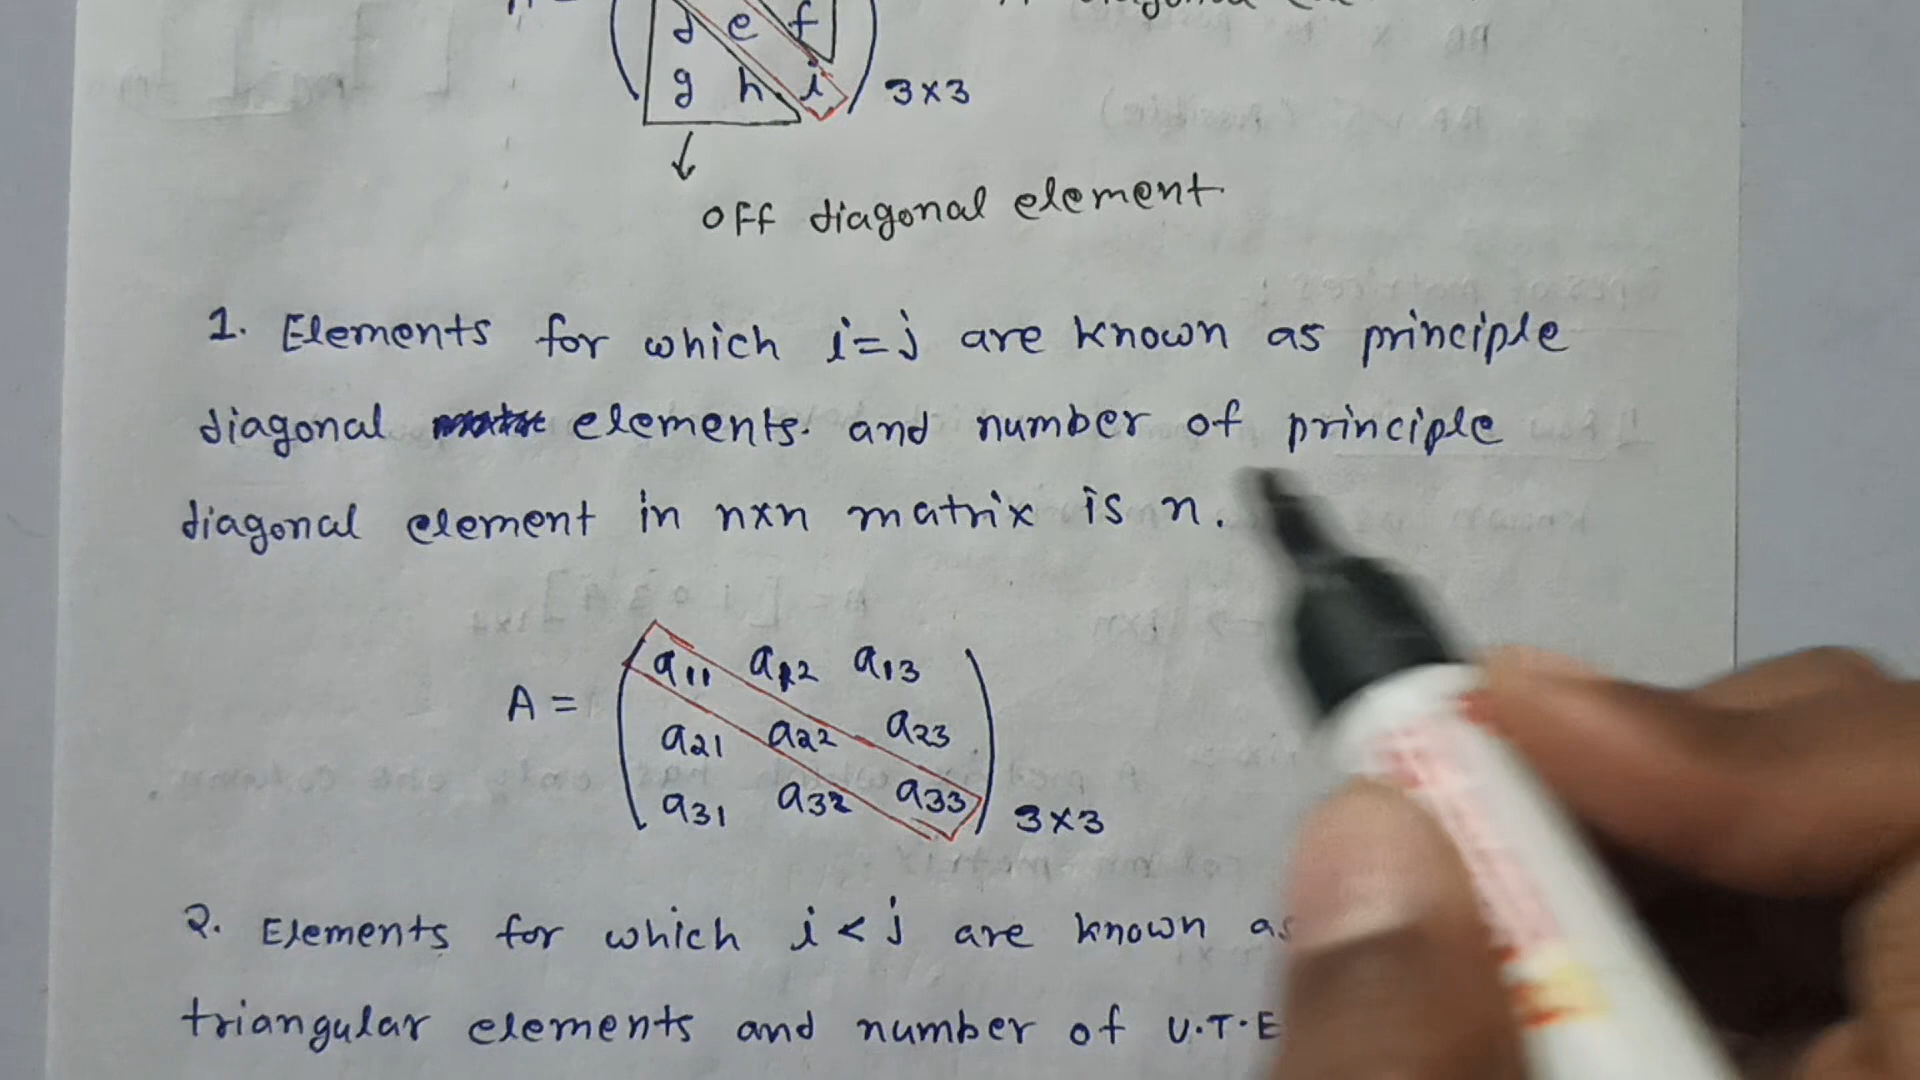 d e f
g h i 3×3
OFF diagonal element
1. Elements for which i=j are known as principle
diagonal elements. and number of principle
diagonal element in n×n matrix is n.
a11 a12 a13
A = a21 a22 a23
a31 a32 a33 3×3
2. Elements for which i < j are known as
triangular elements and number of U.T.E